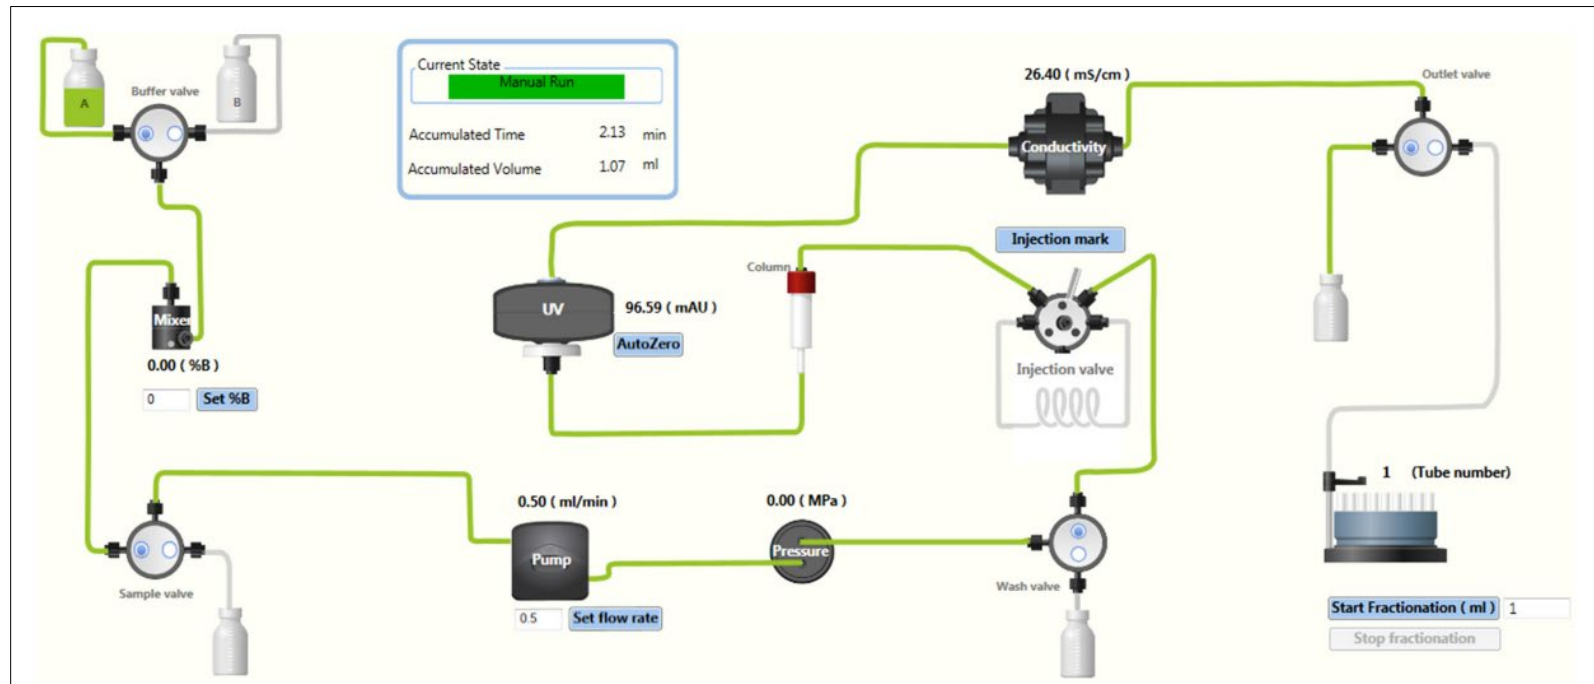 A
B
Buffer valve
Current State
Manual Run
Accumulated Time 2.13 min
Accumulated Volume 1.07 ml
26.40 ( mS/cm )
Conductivity
Outlet valve
Injection mark
Column
UV
96.59 ( mAU )
AutoZero
Mixer
0.00 ( %B )
0 Set %B
Injection valve
0.50 ( ml/min )
Pump
0.5 Set flow rate
0.00 ( MPa )
Pressure
Sample valve
Wash valve
1 (Tube number)
Start Fractionation ( ml ) 1
Stop fractionation